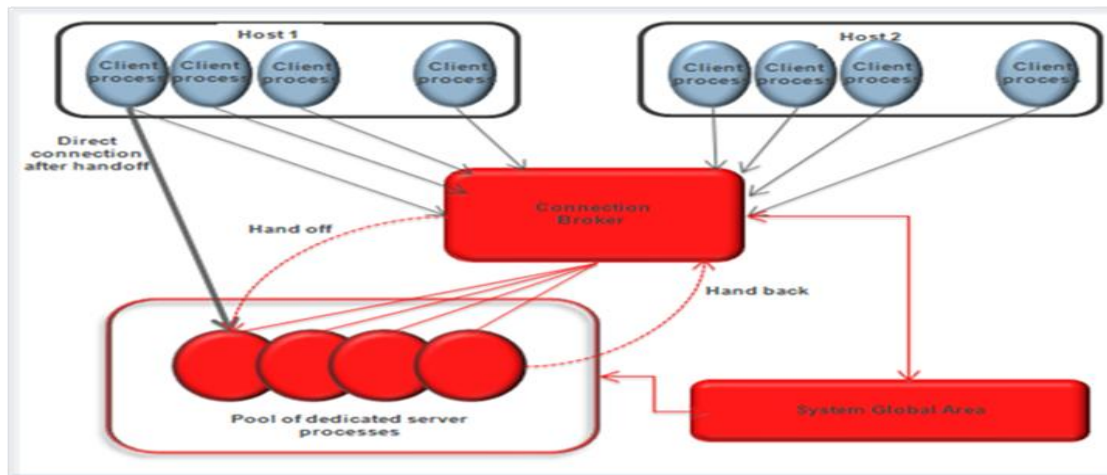 Host 1
Host 2
Client
process
Client
process
Client
process
Client
process
Client
process
Client
process
Client
process
Client
process
Direct
connection
after handoff
Connection
Broker
Hand off
Hand back
Pool of dedicated server
processes
System Global Area